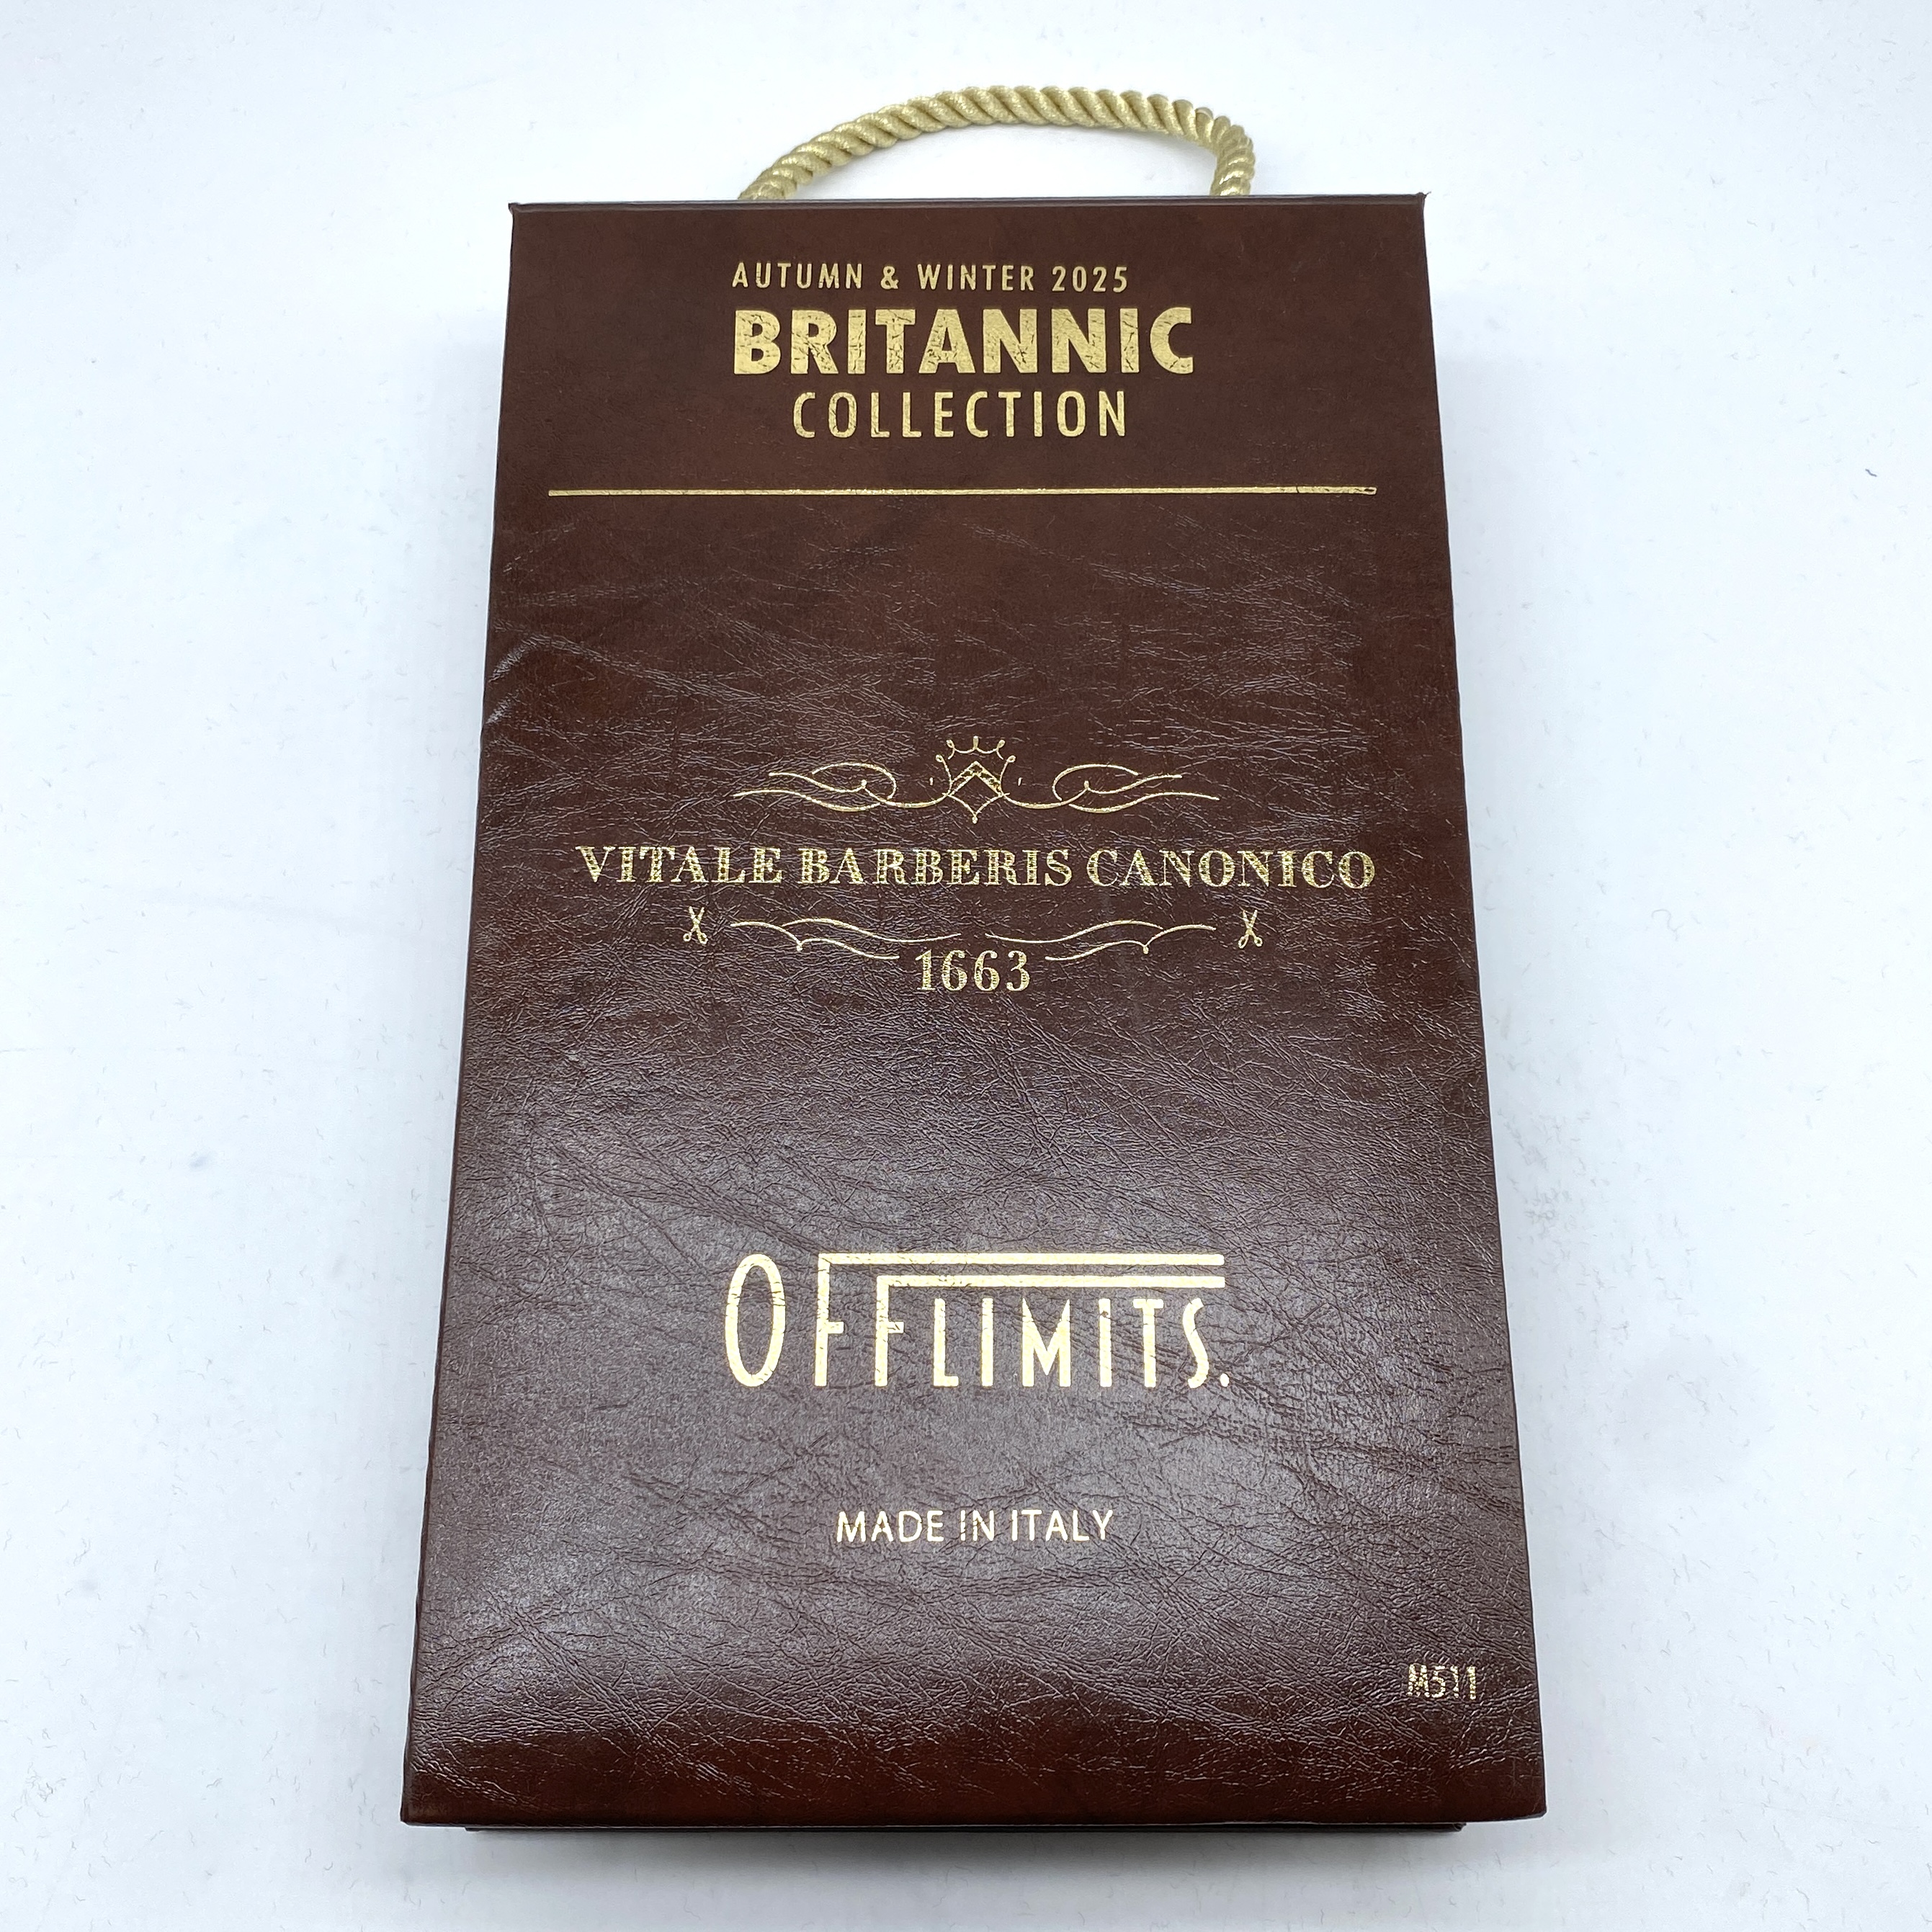 AUTUMN & WINTER 2025
BRITANNIC
COLLECTION
VITALE BARBERIS CANONICO
1663
OFFLIMITS.
MADE IN ITALY
M511